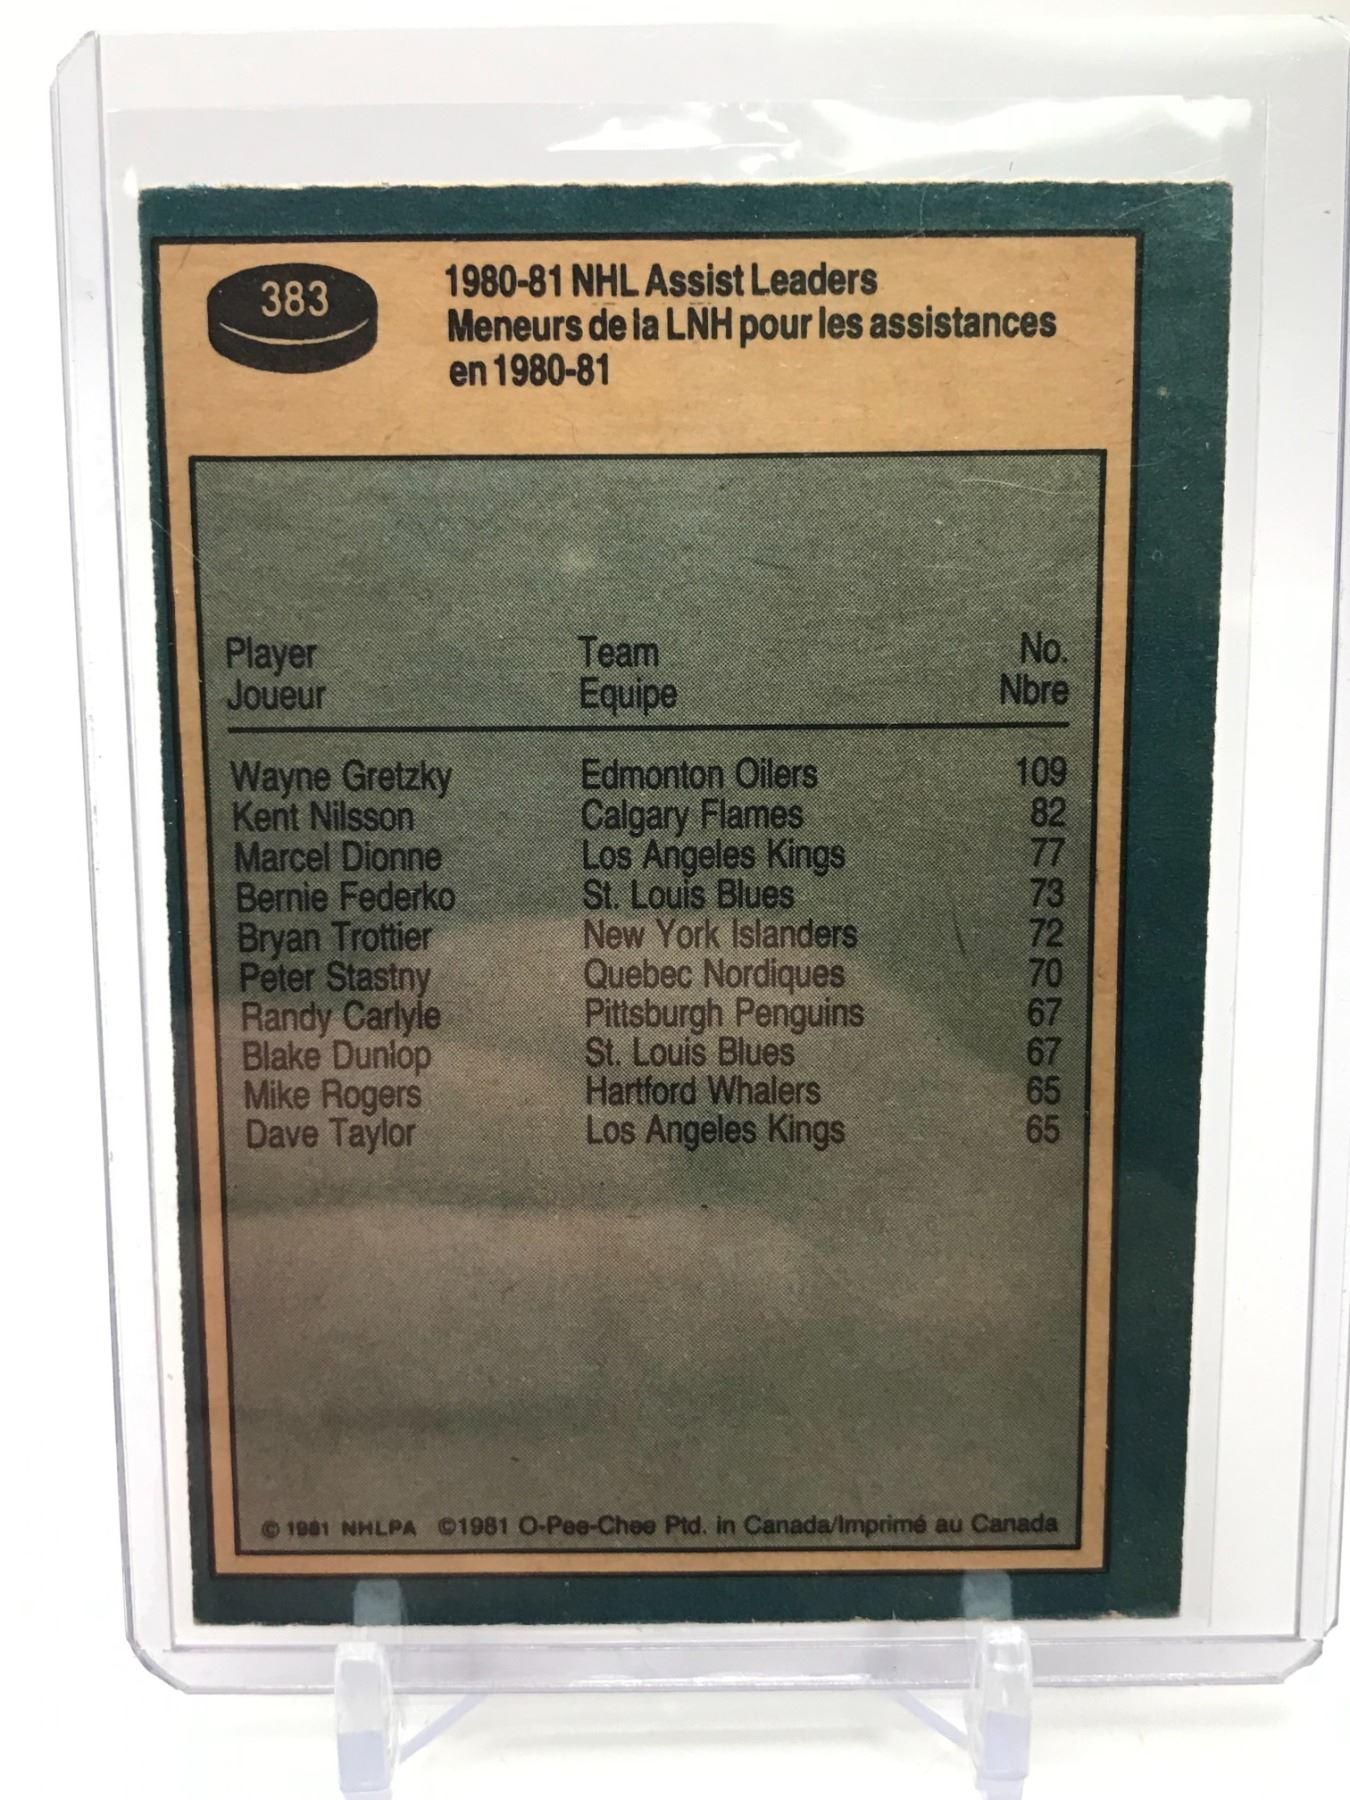 383
1980-81 NHL Assist Leaders
Meneurs de la LNH pour les assistances
en 1980-81
Player Team No.
Joueur Equipe Nbre
Wayne Gretzky Edmonton Oilers 109
Kent Nilsson Calgary Flames 82
Marcel Dionne Los Angeles Kings 77
Bernie Federko St. Louis Blues 73
Bryan Trottier New York Islanders 72
Peter Stastny Quebec Nordiques 70
Randy Carlyle Pittsburgh Penguins 67
Blake Dunlop St. Louis Blues 67
Mike Rogers Hartford Whalers 65
Dave Taylor Los Angeles Kings 65
© 1981 NHLPA ©1981 O-Pee-Chee Ptd. in Canada/Imprimé au Canada